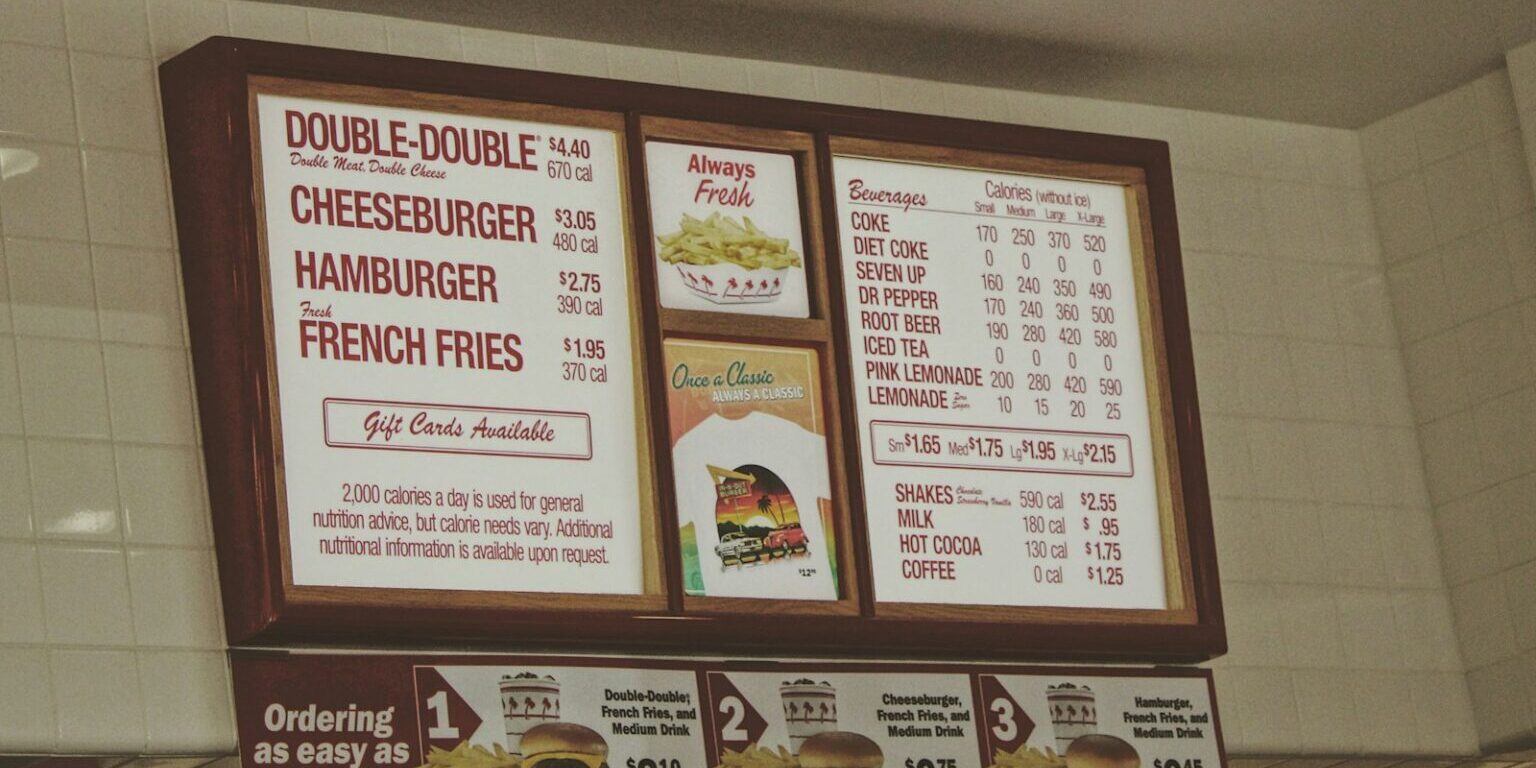 DOUBLE-DOUBLE® $4.40
Double Meat, Double Cheese 670 cal
CHEESEBURGER $3.05
480 cal
HAMBURGER $2.75
390 cal
Fresh
FRENCH FRIES $1.95
370 cal
Gift Cards Available
2,000 calories a day is used for general
nutrition advice, but calorie needs vary. Additional
nutritional information is available upon request.
Always
Fresh
Once a Classic
ALWAYS A CLASSIC
IN-N-OUT
BURGER
Beverages Calories (without ice)
Small Medium Large X-Large
COKE 170 250 370 520
DIET COKE 0 0 0 0
SEVEN UP 160 240 350 490
DR PEPPER 170 240 360 500
ROOT BEER 190 280 420 580
ICED TEA 0 0 0 0
PINK LEMONADE 200 280 420 590
LEMONADE Zero Sugar 10 15 20 25
Sm $1.65 Med $1.75 Lg $1.95 X-Lg $2.15
SHAKES Chocolate Strawberry Vanilla 590 cal $2.55
MILK 180 cal $ .95
HOT COCOA 130 cal $1.75
COFFEE 0 cal $1.25
Ordering
as easy as
1
Double-Double,
French Fries, and
Medium Drink
2
Cheeseburger,
French Fries, and
Medium Drink
3
Hamburger,
French Fries, and
Medium Drink